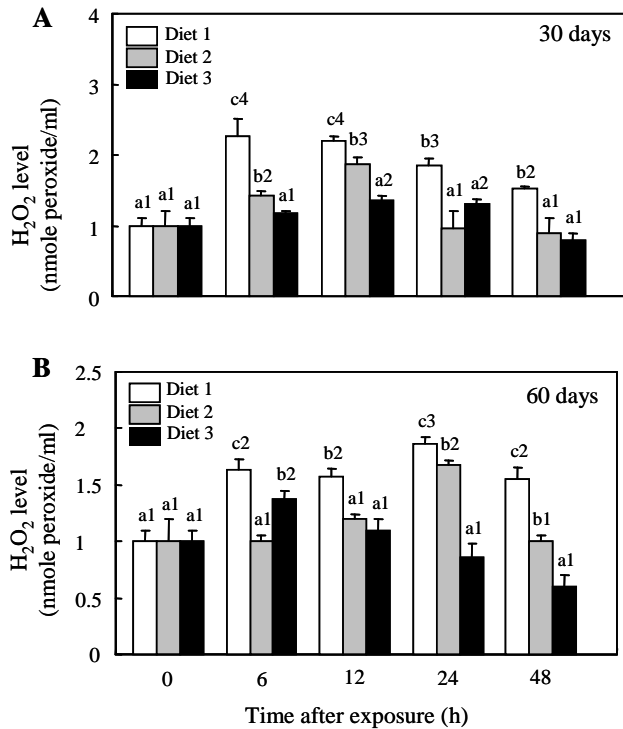 A
30 days
Diet 1
Diet 2
Diet 3
H₂O₂ level
(nmole peroxide/ml)
4
3
2
1
0
a1 a1 a1
c4 b2 a1
c4 b3 a2
b3 a1 a2
b2 a1 a1
B
60 days
Diet 1
Diet 2
Diet 3
H₂O₂ level
(nmole peroxide/ml)
2.5
2
1.5
1
0.5
0
a1 a1 a1
c2 a1 b2
b2 a1 a1
c3 b2 a1
c2 b1 a1
0 6 12 24 48
Time after exposure (h)